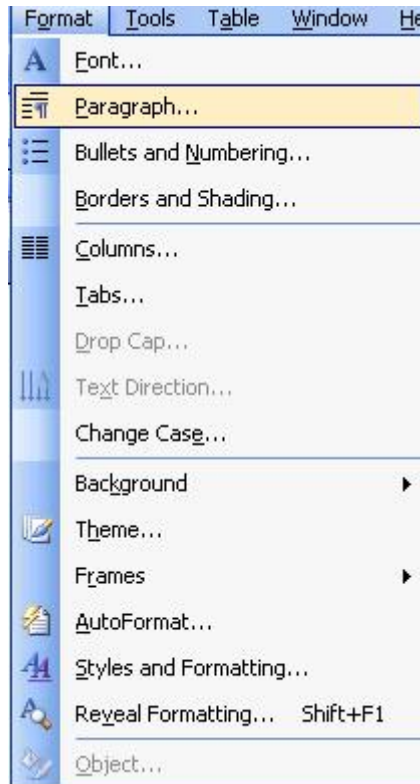 Format Tools Table Window He
Font...
Paragraph...
Bullets and Numbering...
Borders and Shading...
Columns...
Tabs...
Drop Cap...
Text Direction...
Change Case...
Background
Theme...
Frames
AutoFormat...
Styles and Formatting...
Reveal Formatting... Shift+F1
Object...